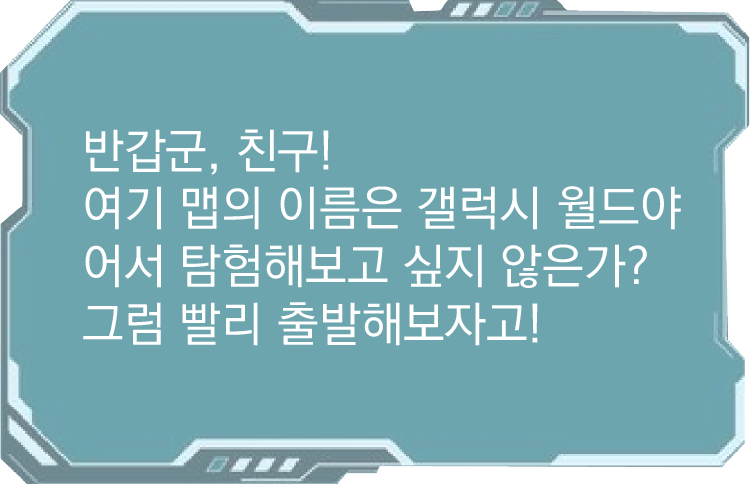 반갑군, 친구!
여기 맵의 이름은 갤럭시 월드야
어서 탐험해보고 싶지 않은가?
그럼 빨리 출발해보자고!